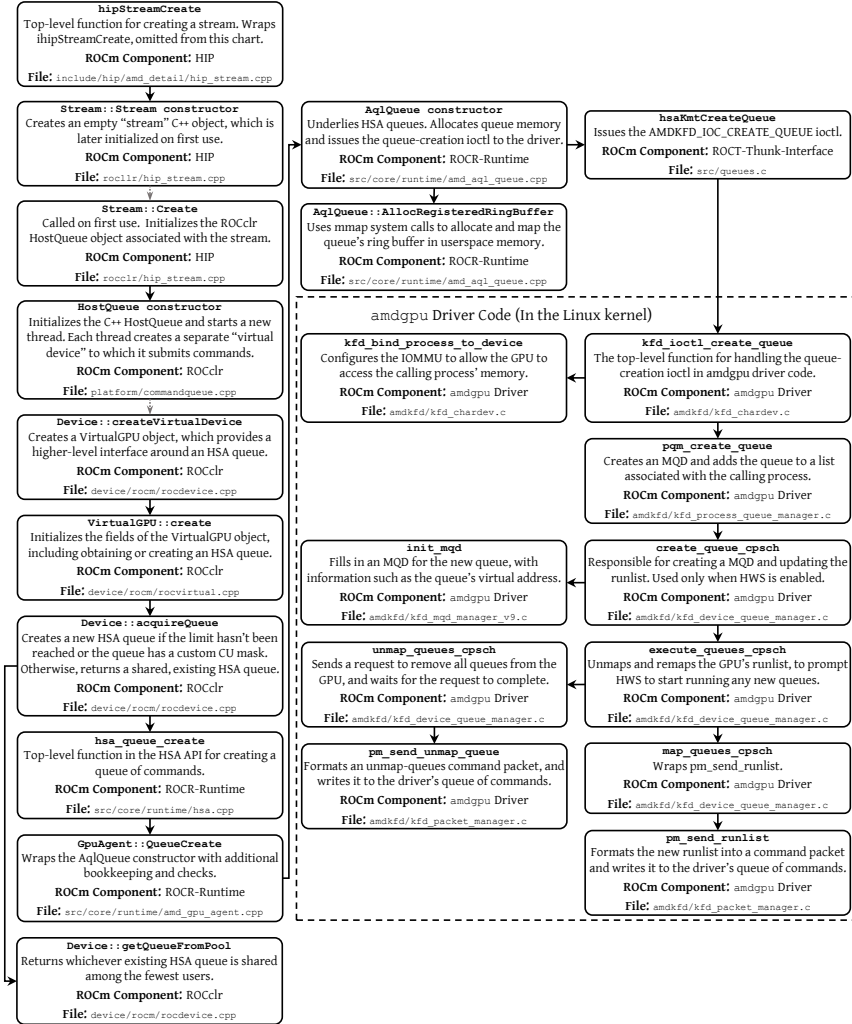 hipStreamCreate
Top-level function for creating a stream. Wraps
ihipStreamCreate, omitted from this chart.
ROCm Component: HIP
File: include/hip/amd_detail/hip_stream.cpp
Stream::Stream constructor
Creates an empty “stream” C++ object, which is
later initialized on first use.
ROCm Component: HIP
File: rocclr/hip_stream.cpp
Stream::Create
Called on first use. Initializes the ROCclr
HostQueue object associated with the stream.
ROCm Component: HIP
File: rocclr/hip_stream.cpp
HostQueue constructor
Initializes the C++ HostQueue and starts a new
thread. Each thread creates a separate “virtual
device” to which it submits commands.
ROCm Component: ROCclr
File: platform/commandqueue.cpp
Device::createVirtualDevice
Creates a VirtualGPU object, which provides a
higher-level interface around an HSA queue.
ROCm Component: ROCclr
File: device/rocm/rocdevice.cpp
VirtualGPU::create
Initializes the fields of the VirtualGPU object,
including obtaining or creating an HSA queue.
ROCm Component: ROCclr
File: device/rocm/rocvirtual.cpp
Device::acquireQueue
Creates a new HSA queue if the limit hasn’t been
reached or the queue has a custom CU mask.
Otherwise, returns a shared, existing HSA queue.
ROCm Component: ROCclr
File: device/rocm/rocdevice.cpp
hsa_queue_create
Top-level function in the HSA API for creating a
queue of commands.
ROCm Component: ROCR-Runtime
File: src/core/runtime/hsa.cpp
GpuAgent::QueueCreate
Wraps the AqlQueue constructor with additional
bookkeeping and checks.
ROCm Component: ROCR-Runtime
File: src/core/runtime/amd_gpu_agent.cpp
Device::getQueueFromPool
Returns whichever existing HSA queue is shared
among the fewest users.
ROCm Component: ROCclr
File: device/rocm/rocdevice.cpp
AqlQueue constructor
Underlies HSA queues. Allocates queue memory
and issues the queue-creation ioctl to the driver.
ROCm Component: ROCR-Runtime
File: src/core/runtime/amd_aql_queue.cpp
AqlQueue::AllocRegisteredRingBuffer
Uses mmap system calls to allocate and map the
queue’s ring buffer in userspace memory.
ROCm Component: ROCR-Runtime
File: src/core/runtime/amd_aql_queue.cpp
hsaKmtCreateQueue
Issues the AMDKFD_IOC_CREATE_QUEUE ioctl.
ROCm Component: ROCT-Thunk-Interface
File: src/queues.c
amdgpu Driver Code (In the Linux kernel)
kfd_bind_process_to_device
Configures the IOMMU to allow the GPU to
access the calling process’ memory.
ROCm Component: amdgpu Driver
File: amdkfd/kfd_chardev.c
kfd_ioctl_create_queue
The top-level function for handling the queue-
creation ioctl in amdgpu driver code.
ROCm Component: amdgpu Driver
File: amdkfd/kfd_chardev.c
pqm_create_queue
Creates an MQD and adds the queue to a list
associated with the calling process.
ROCm Component: amdgpu Driver
File: amdkfd/kfd_process_queue_manager.c
init_mqd
Fills in an MQD for the new queue, with
information such as the queue’s virtual address.
ROCm Component: amdgpu Driver
File: amdkfd/kfd_mqd_manager_v9.c
create_queue_cpsch
Responsible for creating a MQD and updating the
runlist. Used only when HWS is enabled.
ROCm Component: amdgpu Driver
File: amdkfd/kfd_device_queue_manager.c
unmap_queues_cpsch
Sends a request to remove all queues from the
GPU, and waits for the request to complete.
ROCm Component: amdgpu Driver
File: amdkfd/kfd_device_queue_manager.c
execute_queues_cpsch
Unmaps and remaps the GPU’s runlist, to prompt
HWS to start running any new queues.
ROCm Component: amdgpu Driver
File: amdkfd/kfd_device_queue_manager.c
pm_send_unmap_queue
Formats an unmap-queues command packet, and
writes it to the driver’s queue of commands.
ROCm Component: amdgpu Driver
File: amdkfd/kfd_packet_manager.c
map_queues_cpsch
Wraps pm_send_runlist.
ROCm Component: amdgpu Driver
File: amdkfd/kfd_device_queue_manager.c
pm_send_runlist
Formats the new runlist into a command packet
and writes it to the driver’s queue of commands.
ROCm Component: amdgpu Driver
File: amdkfd/kfd_packet_manager.c